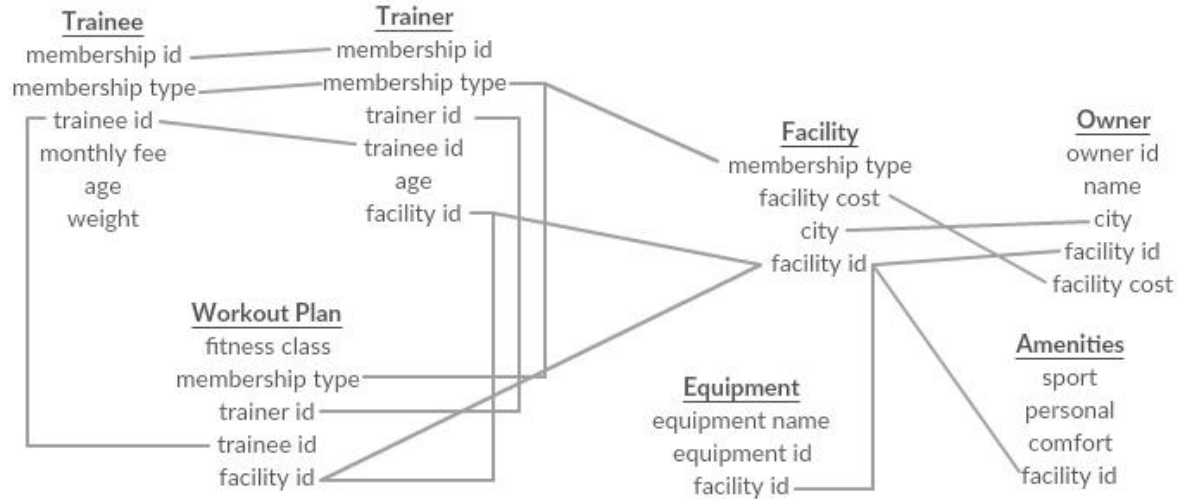 Trainee
membership id
membership type
trainee id
monthly fee
age
weight
Trainer
membership id
membership type
trainer id
trainee id
age
facility id
Facility
membership type
facility cost
city
facility id
Owner
owner id
name
city
facility id
facility cost
Workout Plan
fitness class
membership type
trainer id
trainee id
facility id
Equipment
equipment name
equipment id
facility id
Amenities
sport
personal
comfort
facility id